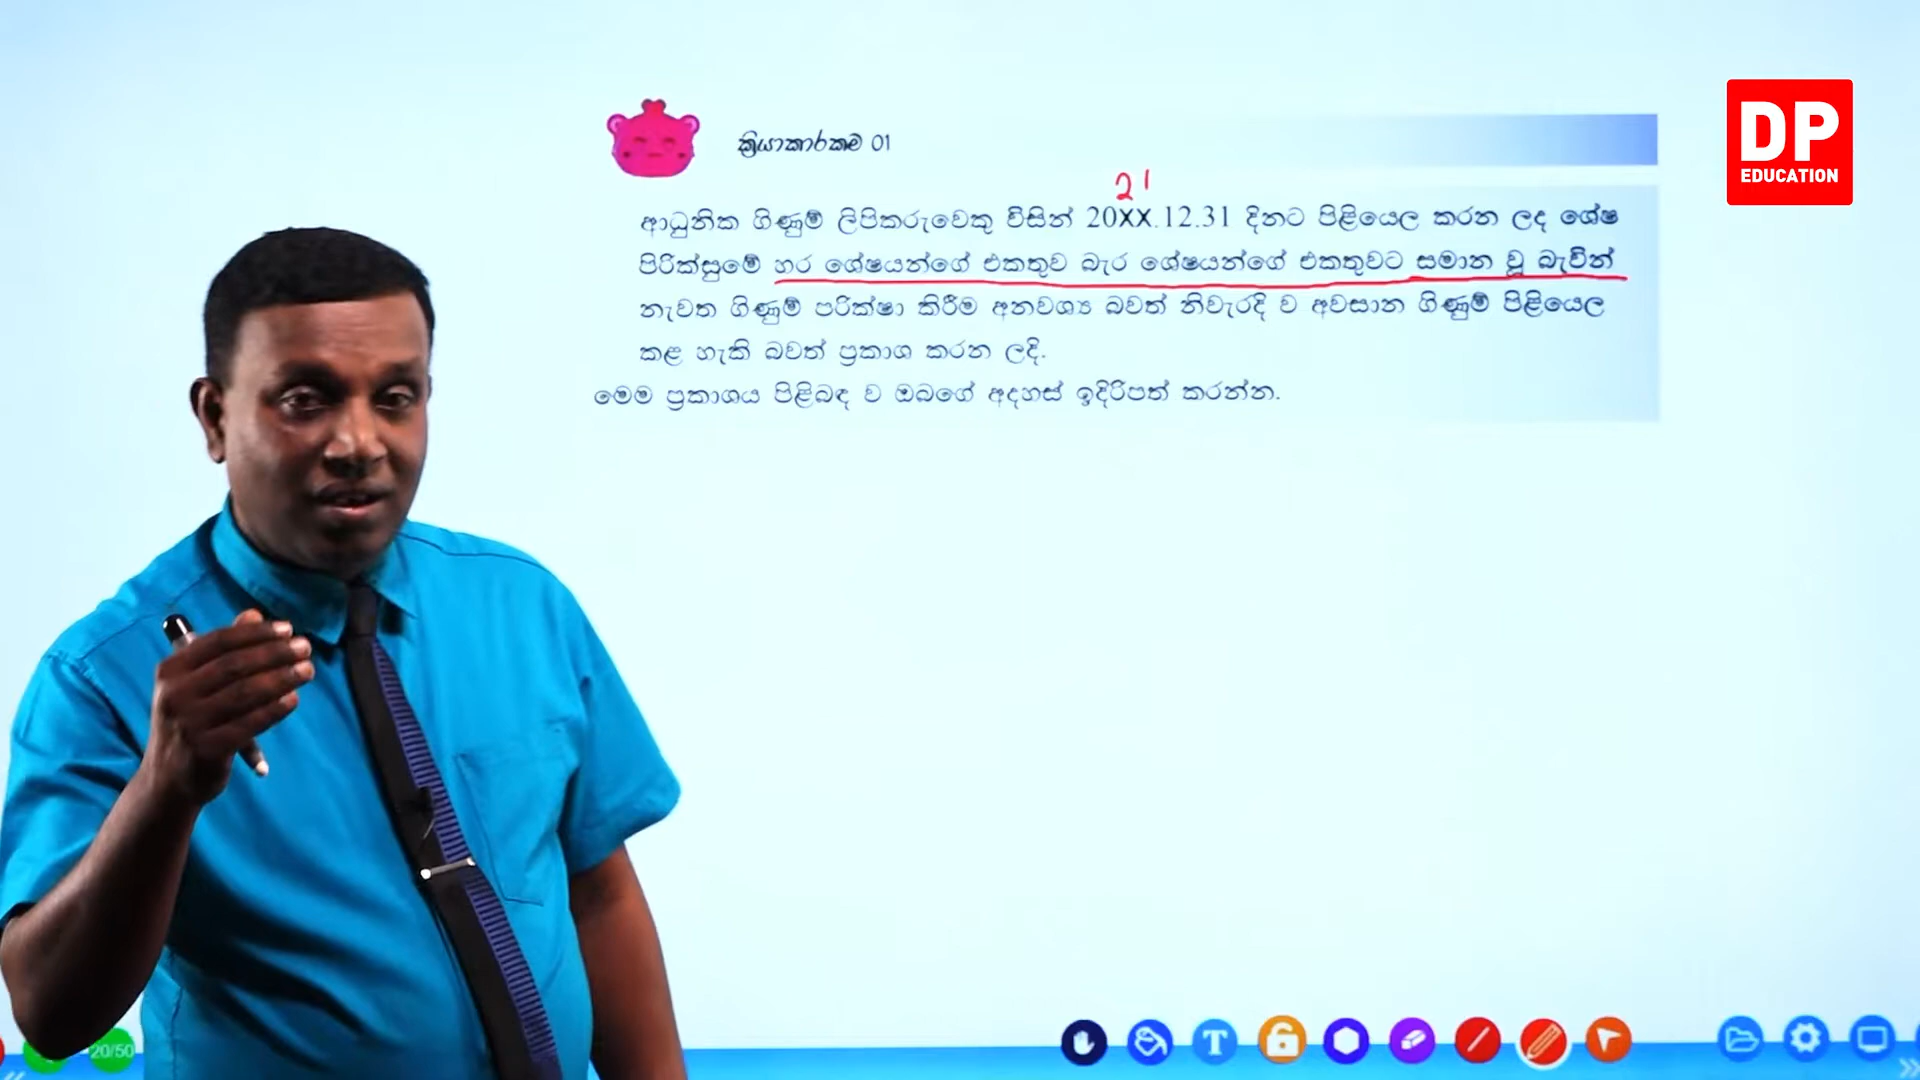 DP
EDUCATION
ක්‍රියාකාරකම 01
21
ආධුනික ගිණුම් ලිපිකරුවෙකු විසින් 20XX.12.31 දිනට පිළියෙල කරන ලද ශේෂ
පිරික්සුමේ හර ශේෂයන්ගේ එකතුව බැර ශේෂයන්ගේ එකතුවට සමාන වූ බැවින්
නැවත ගිණුම් පරික්ෂා කිරීම අනවශ්‍ය බවත් නිවැරදි ව අවසාන ගිණුම් පිළියෙල
කළ හැකි බවත් ප්‍රකාශ කරන ලදි.
මෙම ප්‍රකාශය පිළිබඳ ව ඔබගේ අදහස් ඉදිරිපත් කරන්න.
20/50
T